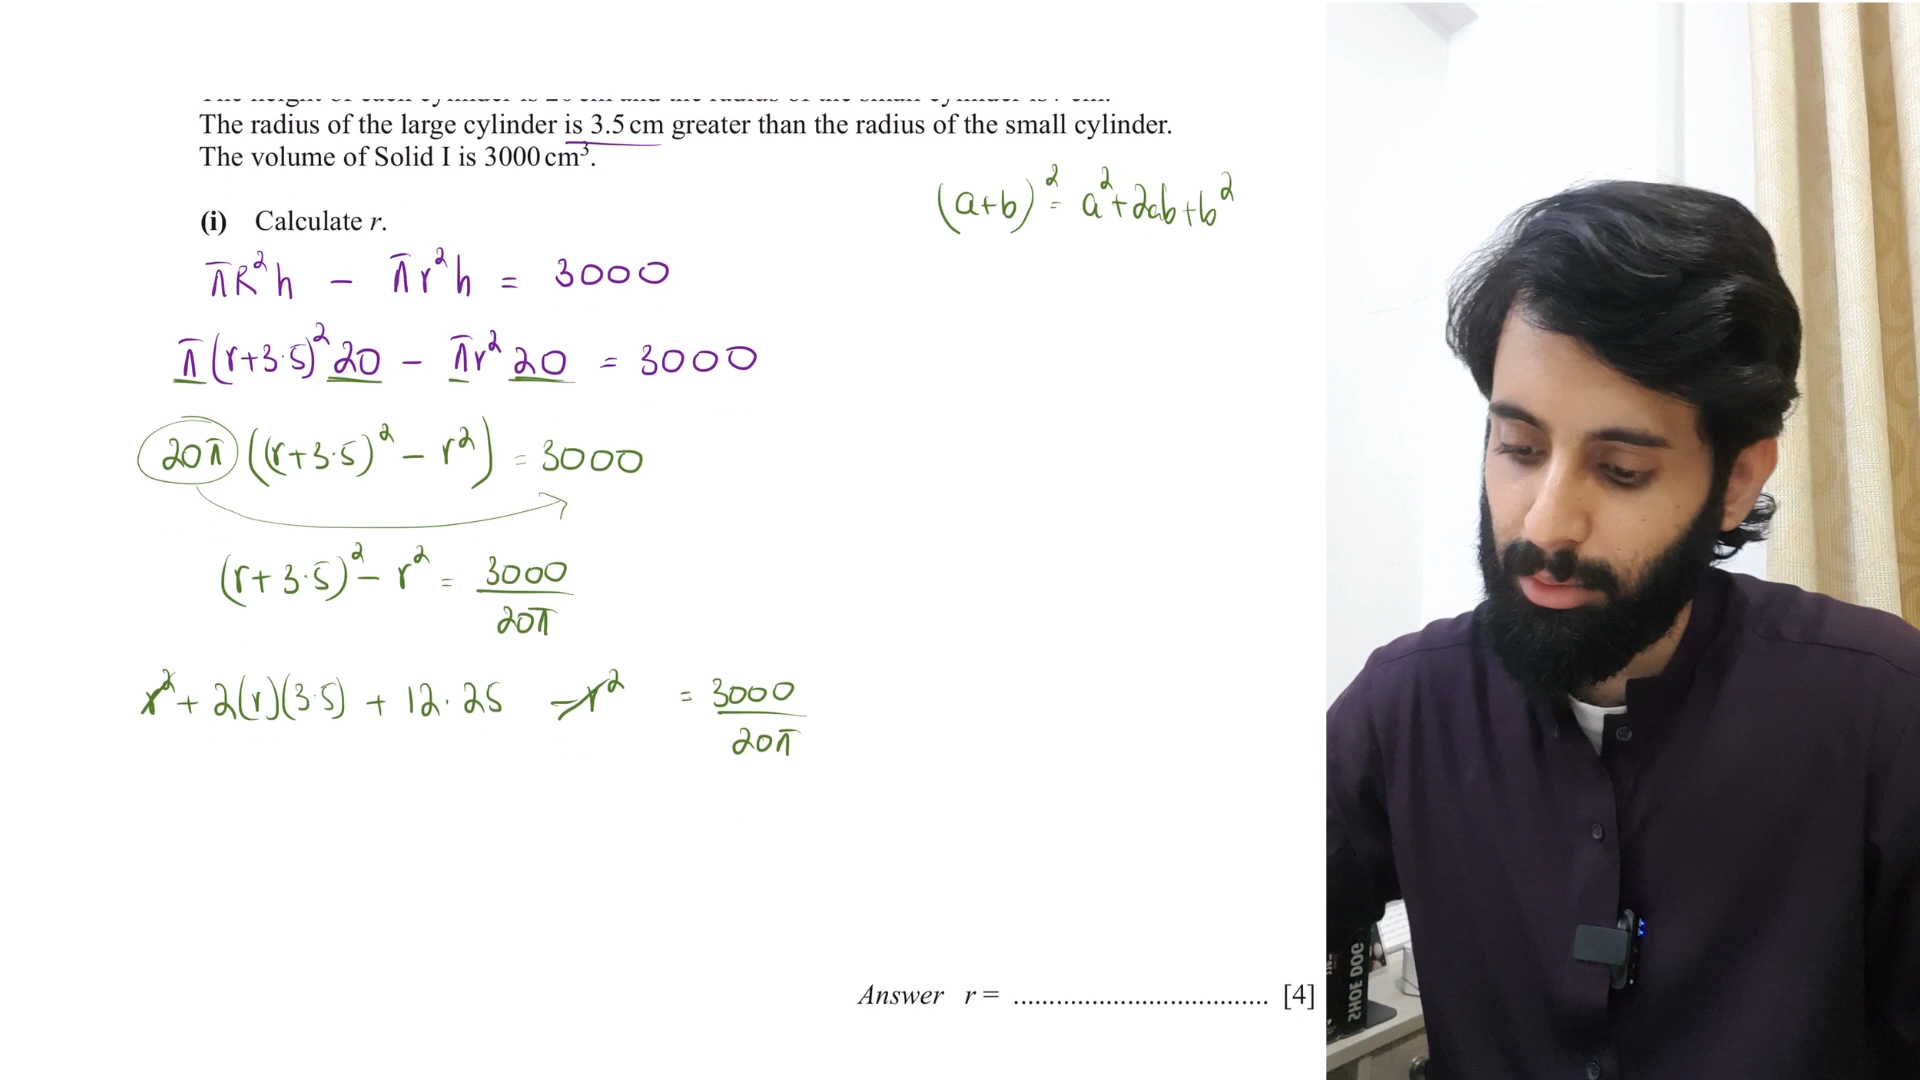 The radius of the large cylinder is 3.5 cm greater than the radius of the small cylinder.
The volume of Solid I is 3000 cm³.
(a+b)² = a²+2ab+b²
(i) Calculate r.
πR²h − πr²h = 3000
π(r+3·5)²20 − πr²20 = 3000
20π((r+3·5)² − r²) = 3000
(r+3·5)² − r² = 3000/20π
r² + 2(r)(3·5) + 12·25 − r² = 3000/20π
Answer r = .................................... [4]
SHOE DOG